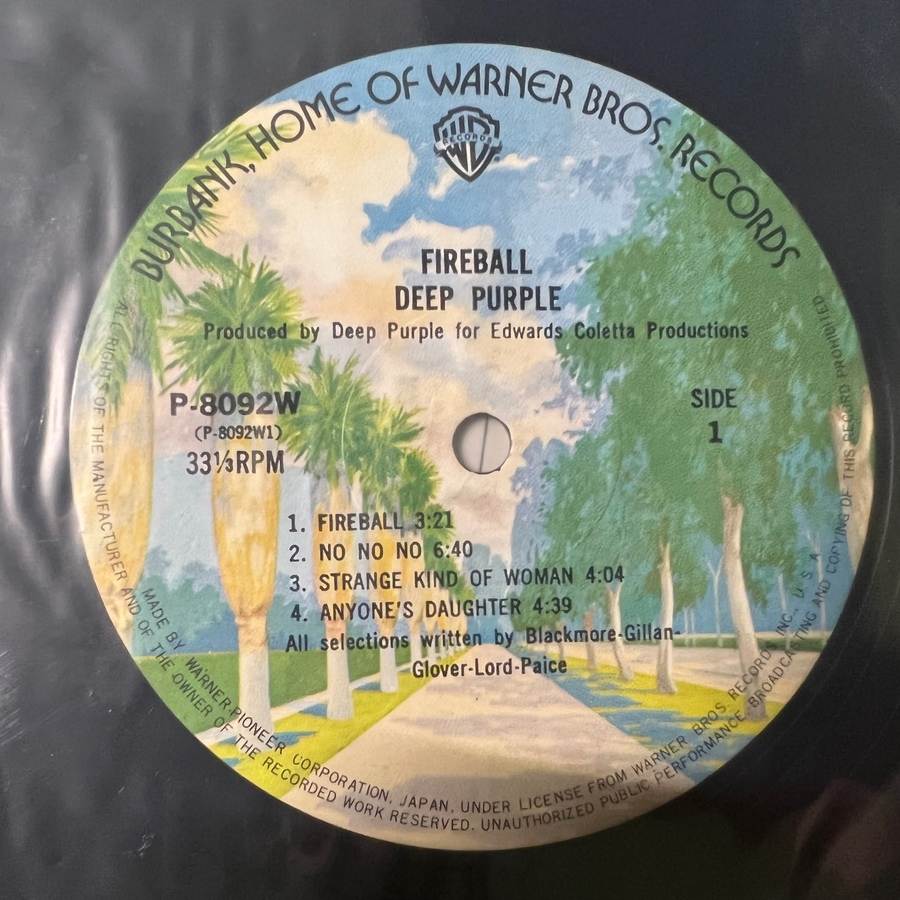 BURBANK, HOME OF WARNER BROS. RECORDS
WB
RECORDS
FIREBALL
DEEP PURPLE
Produced by Deep Purple for Edwards Coletta Productions
P-8092W
(P-8092W1)
33⅓RPM
SIDE
1
1. FIREBALL 3:21
2. NO NO NO 6:40
3. STRANGE KIND OF WOMAN 4:04
4. ANYONE'S DAUGHTER 4:39
All selections written by Blackmore-Gillan-
Glover-Lord-Paice
MADE BY WARNER-PIONEER CORPORATION, JAPAN, UNDER LICENSE FROM WARNER BROS. RECORDS INC., U.S.A.
ALL RIGHTS OF THE MANUFACTURER AND OF THE OWNER OF THE RECORDED WORK RESERVED. UNAUTHORIZED PUBLIC PERFORMANCE, BROADCASTING AND COPYING OF THIS RECORD PROHIBITED